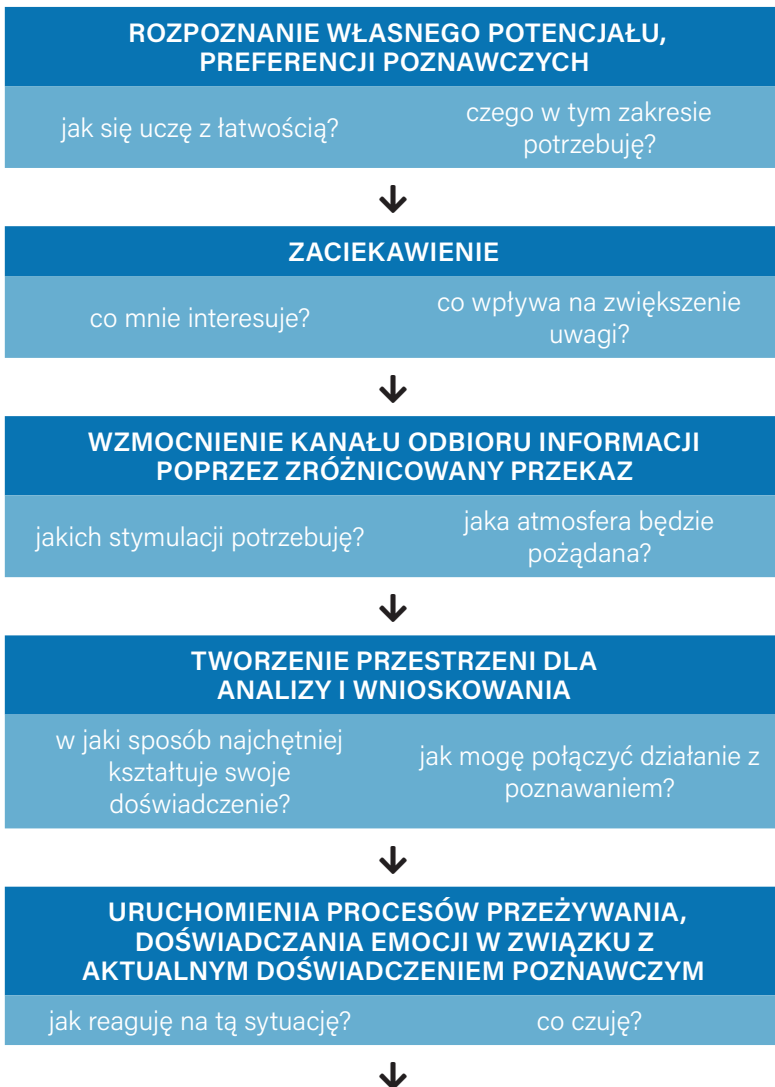 ROZPOZNANIE WŁASNEGO POTENCJAŁU,
PREFERENCJI POZNAWCZYCH
jak się uczę z łatwością?
czego w tym zakresie
potrzebuję?
ZACIEKAWIENIE
co mnie interesuje?
co wpływa na zwiększenie
uwagi?
WZMOCNIENIE KANAŁU ODBIORU INFORMACJI
POPRZEZ ZRÓŻNICOWANY PRZEKAZ
jakich stymulacji potrzebuję?
jaka atmosfera będzie
pożądana?
TWORZENIE PRZESTRZENI DLA
ANALIZY I WNIOSKOWANIA
w jaki sposób najchętniej
kształtuje swoje
doświadczenie?
jak mogę połączyć działanie z
poznawaniem?
URUCHOMIENIA PROCESÓW PRZEŻYWANIA,
DOŚWIADCZANIA EMOCJI W ZWIĄZKU Z
AKTUALNYM DOŚWIADCZENIEM POZNAWCZYM
jak reaguję na tą sytuację?
co czuję?